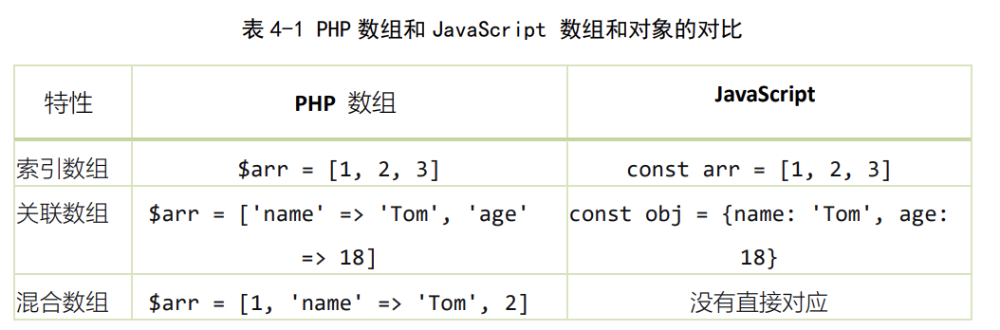 表 4-1 PHP 数组和 JavaScript 数组和对象的对比
特性 PHP 数组 JavaScript
索引数组 $arr = [1, 2, 3] const arr = [1, 2, 3]
关联数组 $arr = ['name' => 'Tom', 'age' const obj = {name: 'Tom', age:
=> 18] 18}
混合数组 $arr = [1, 'name' => 'Tom', 2] 没有直接对应